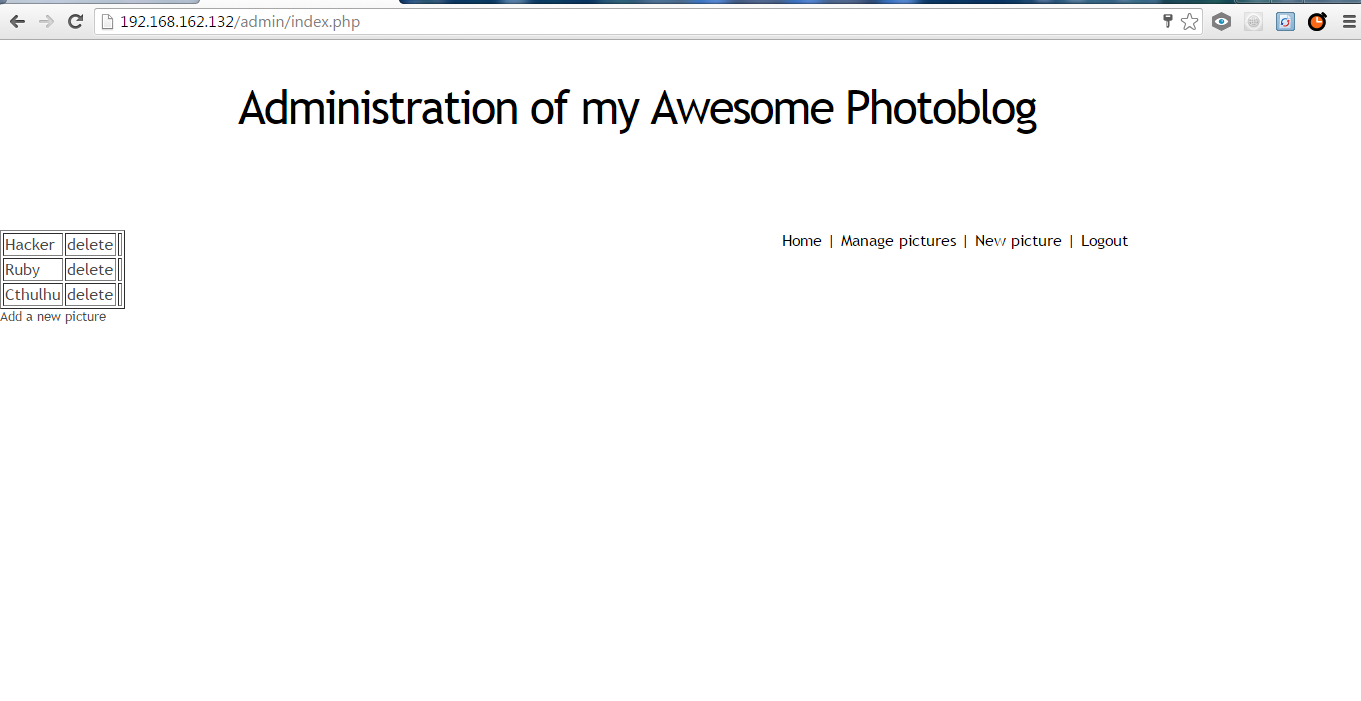 192.168.162.132/admin/index.php
Administration of my Awesome Photoblog
Home | Manage pictures | New picture | Logout
Hacker delete
Ruby delete
Cthulhu delete
Add a new picture